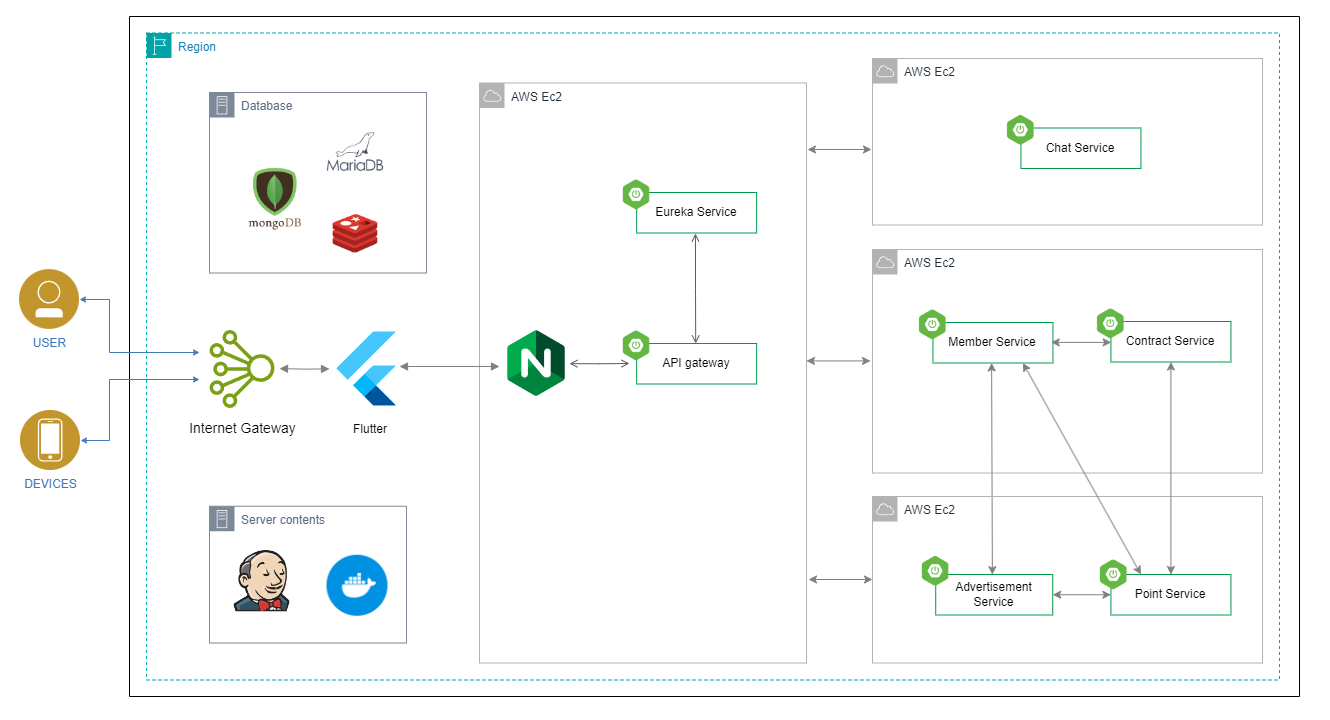 Region
Database
MariaDB
mongoDB
USER
DEVICES
Internet Gateway
Flutter
Server contents
AWS Ec2
Eureka Service
N
API gateway
AWS Ec2
Chat Service
AWS Ec2
Member Service
Contract Service
AWS Ec2
Advertisement
Service
Point Service